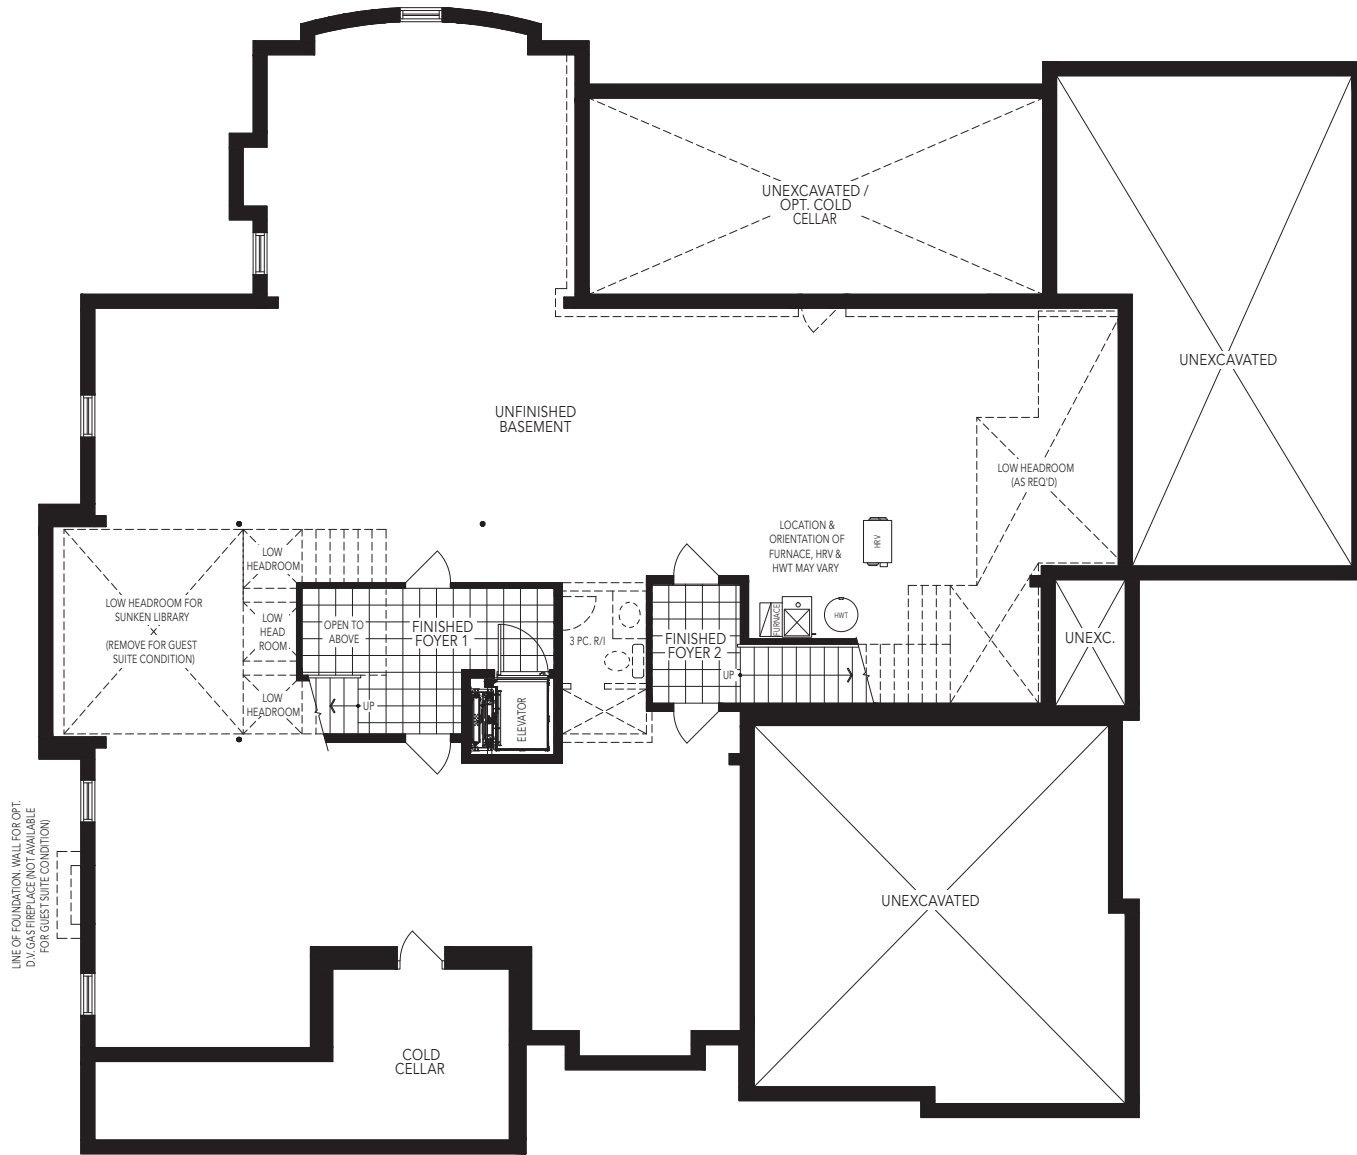 UNEXCAVATED /
OPT. COLD
CELLAR
UNEXCAVATED
UNFINISHED
BASEMENT
LOW HEADROOM
(AS REQ'D)
LOCATION &
ORIENTATION OF
FURNACE, HRV &
HWT MAY VARY
HRV
LOW
HEADROOM
LOW HEADROOM FOR
SUNKEN LIBRARY
(REMOVE FOR GUEST
SUITE CONDITION)
LOW
HEAD
ROOM
OPEN TO
ABOVE
FINISHED
FOYER 1
3 PC. R/I
FINISHED
FOYER 2
FURNACE
HWT
UNEXC.
UP
LOW
HEADROOM
UP
ELEVATOR
LINE OF FOUNDATION. WALL FOR OPT.
D.V. GAS FIREPLACE (NOT AVAILABLE
FOR GUEST SUITE CONDITION)
UNEXCAVATED
COLD
CELLAR